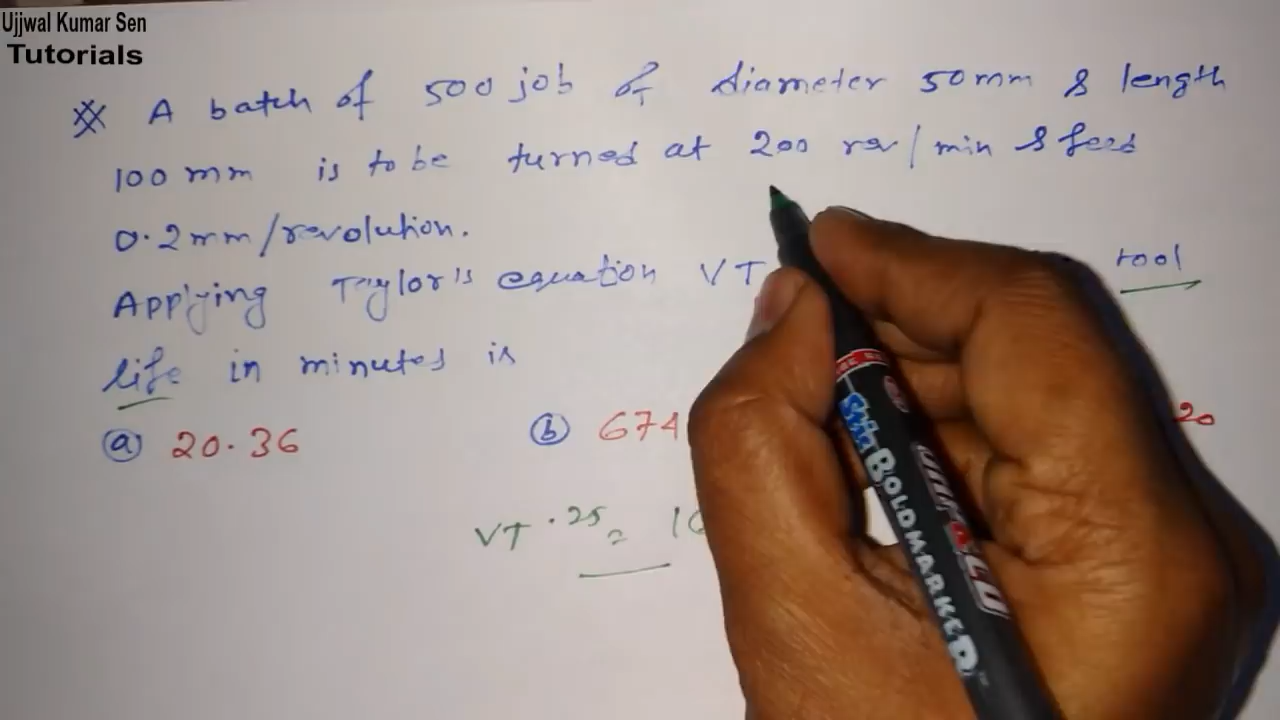 Ujjwal Kumar Sen
Tutorials
A batch of 500 job of diameter 50mm & length
100 mm is to be turned at 200 rev/min & feed
0.2mm/revolution.
Applying Taylor's equation VT tool
life in minutes is
(a) 20.36 (b) 674 20
VT .25 =
BOLDMARKER